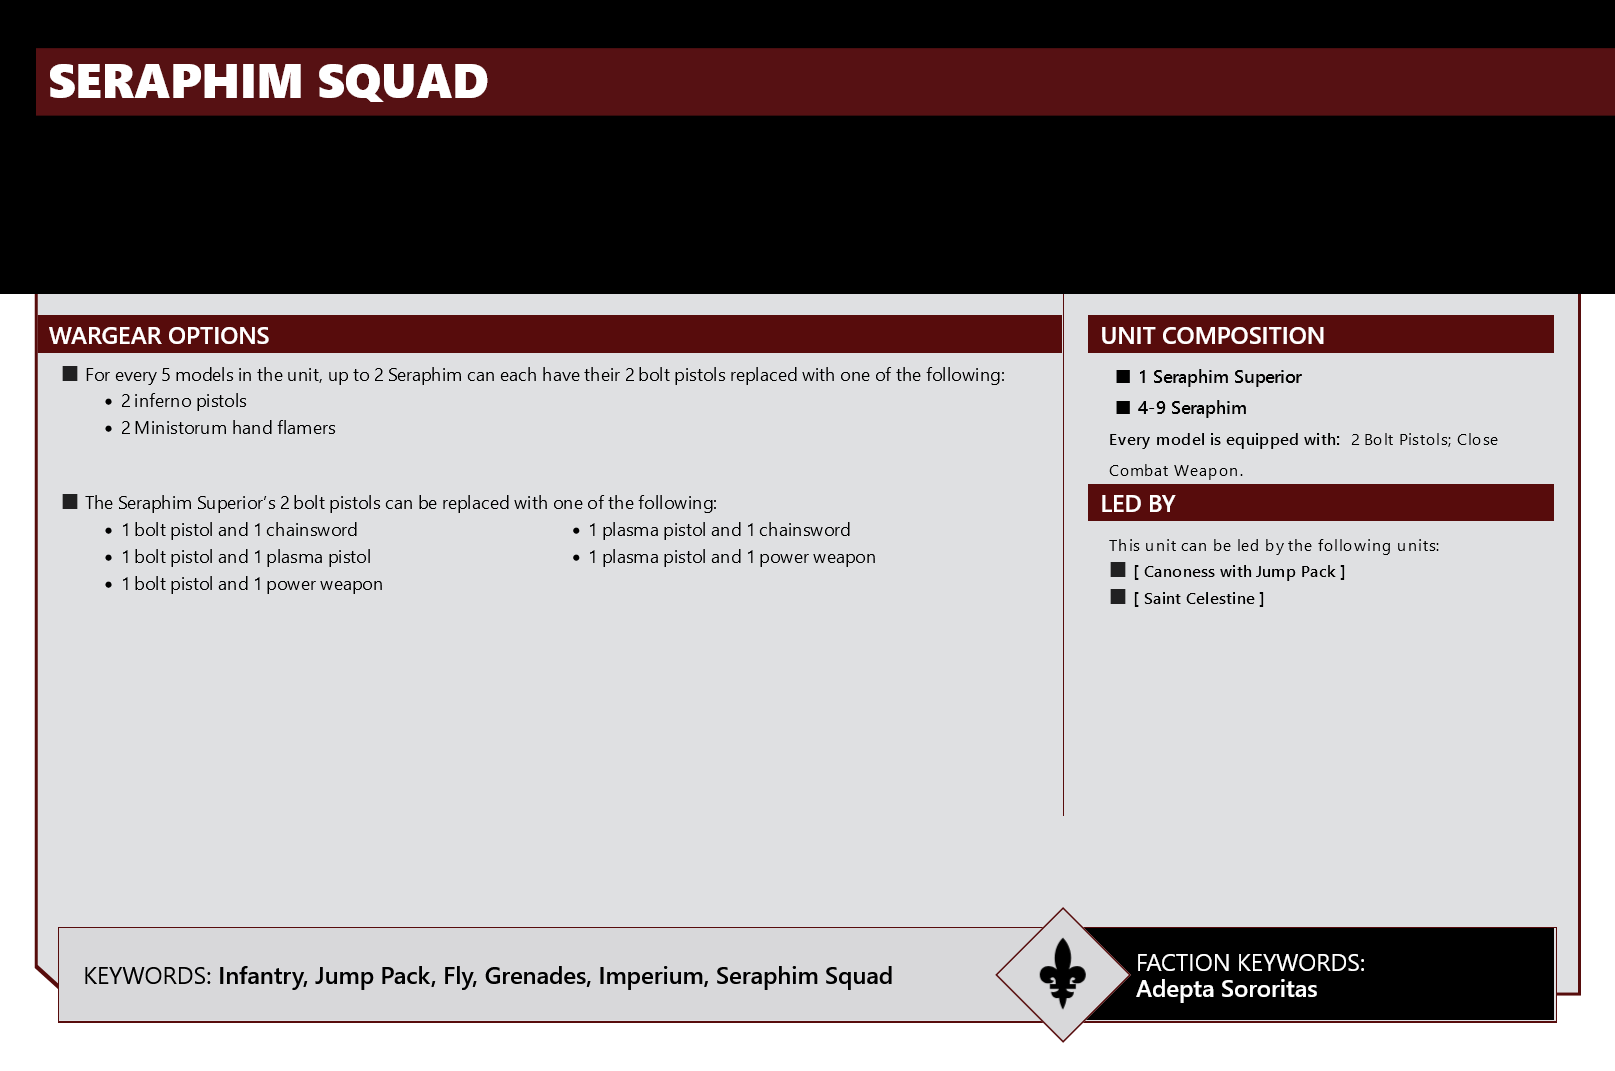 SERAPHIM SQUAD
WARGEAR OPTIONS
■ For every 5 models in the unit, up to 2 Seraphim can each have their 2 bolt pistols replaced with one of the following:
• 2 inferno pistols
• 2 Ministorum hand flamers
■ The Seraphim Superior’s 2 bolt pistols can be replaced with one of the following:
• 1 bolt pistol and 1 chainsword
• 1 bolt pistol and 1 plasma pistol
• 1 bolt pistol and 1 power weapon
• 1 plasma pistol and 1 chainsword
• 1 plasma pistol and 1 power weapon
UNIT COMPOSITION
■ 1 Seraphim Superior
■ 4-9 Seraphim
Every model is equipped with: 2 Bolt Pistols; Close
Combat Weapon.
LED BY
This unit can be led by the following units:
■ [ Canoness with Jump Pack ]
■ [ Saint Celestine ]
KEYWORDS: Infantry, Jump Pack, Fly, Grenades, Imperium, Seraphim Squad
FACTION KEYWORDS:
Adepta Sororitas